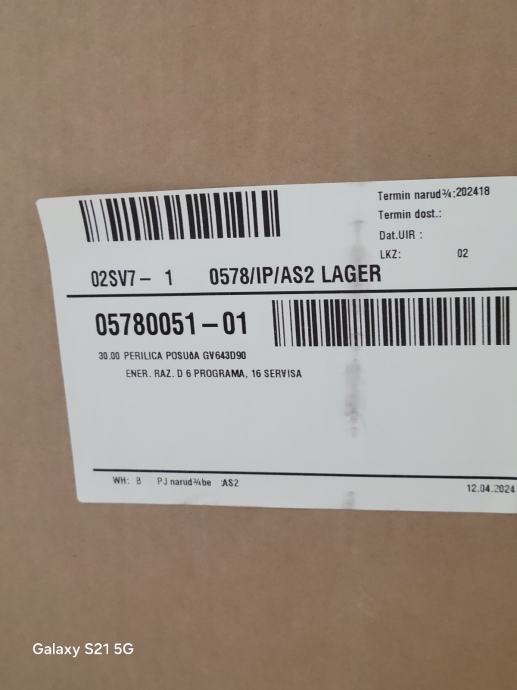 Termin narud¾:202418
Termin dost.:
Dat.UIR :
LKZ: 02
02SV7- 1 0578/IP/AS2 LAGER
05780051-01
30.00 PERILICA POSUđA GV643D90
ENER. RAZ. D 6 PROGRAMA, 16 SERVISA
WH: B PJ narud¾be :AS2
12.04.2024
Galaxy S21 5G